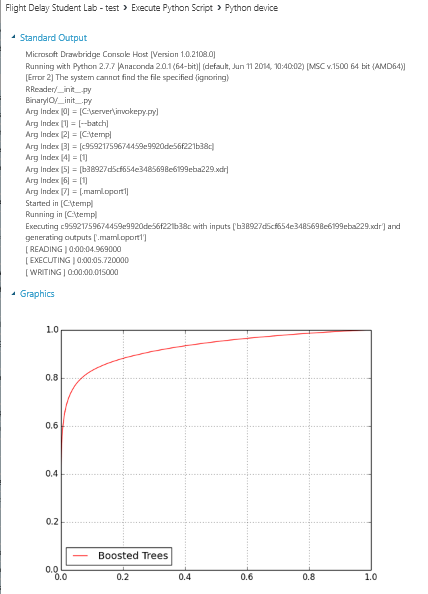 Flight Delay Student Lab - test > Execute Python Script > Python device
Standard Output
Microsoft Drawbridge Console Host [Version 1.0.2108.0]
Running with Python 2.7.7 |Anaconda 2.0.1 (64-bit)| (default, Jun 11 2014, 10:40:02) [MSC v.1500 64 bit (AMD64)]
[Error 2] The system cannot find the file specified (ignoring)
RReader/__init__.py
BinaryIO/__init__.py
Arg Index [0] = [C:\server\invokepy.py]
Arg Index [1] = [--batch]
Arg Index [2] = [C:\temp]
Arg Index [3] = [c95921759674459e9920de56f221b38c]
Arg Index [4] = [1]
Arg Index [5] = [b38927d5cf654e3485698e6199eba229.xdr]
Arg Index [6] = [1]
Arg Index [7] = [.maml.oport1]
Started in [C:\temp]
Running in [C:\temp]
Executing c95921759674459e9920de56f221b38c with inputs ['b38927d5cf654e3485698e6199eba229.xdr'] and
generating outputs ['.maml.oport1']
[ READING ] 0:00:04.969000
[ EXECUTING ] 0:00:05.720000
[ WRITING ] 0:00:00.015000
Graphics
1.0
0.8
0.6
0.4
0.2
0.0
Boosted Trees
0.0 0.2 0.4 0.6 0.8 1.0